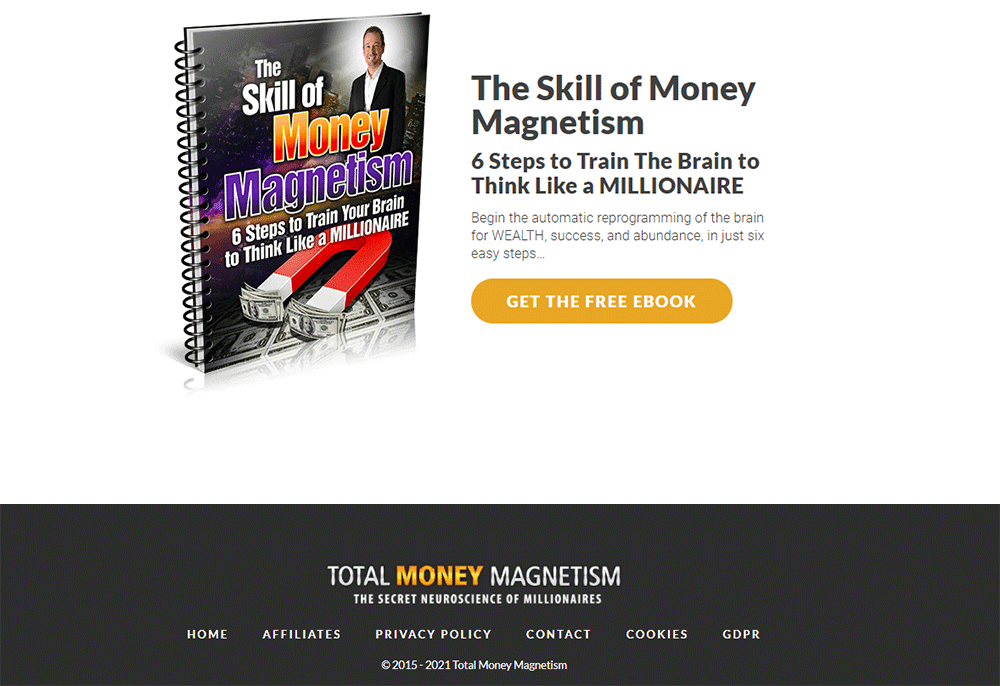 The
Skill of
Money
Magnetism
6 Steps to Train Your Brain
to Think Like a MILLIONAIRE
The Skill of Money
Magnetism
6 Steps to Train The Brain to
Think Like a MILLIONAIRE
Begin the automatic reprogramming of the brain
for WEALTH, success, and abundance, in just six
easy steps...
GET THE FREE EBOOK
TOTAL MONEY MAGNETISM
THE SECRET NEUROSCIENCE OF MILLIONAIRES
HOME AFFILIATES PRIVACY POLICY CONTACT COOKIES GDPR
© 2015 - 2021 Total Money Magnetism